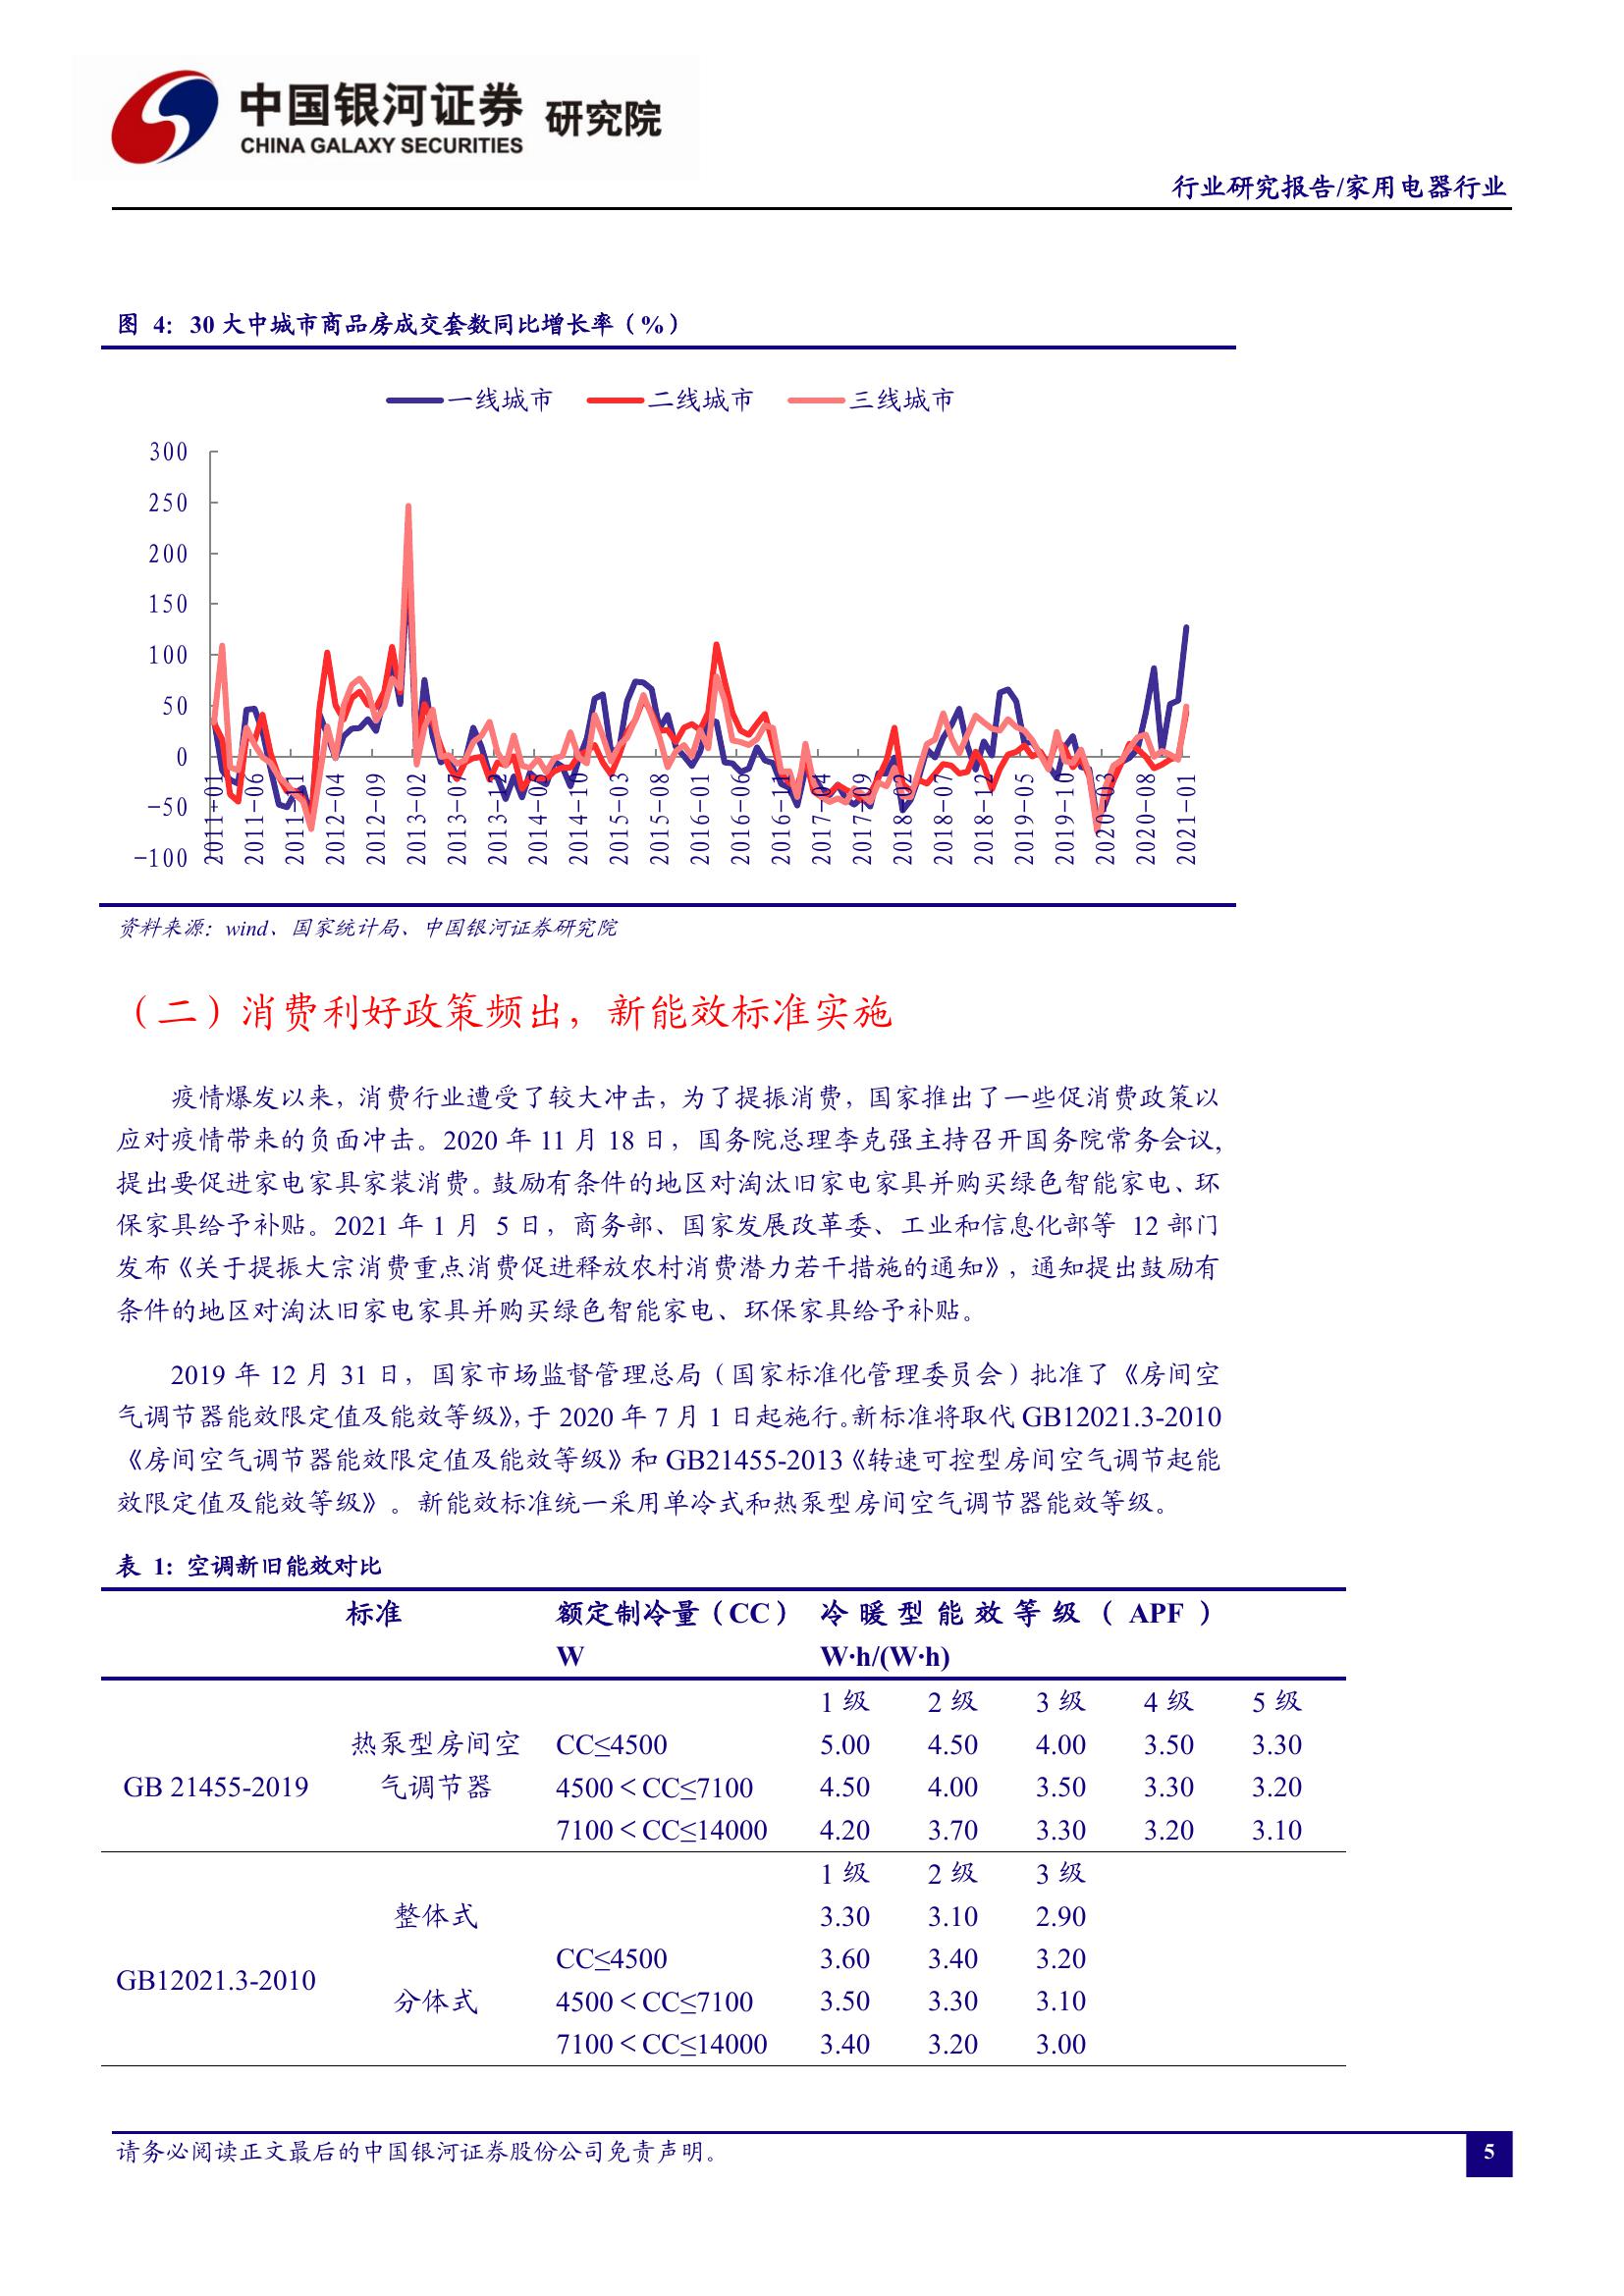 中国银河证券 研究院
CHINA GALAXY SECURITIES
行业研究报告/家用电器行业
图 4: 30 大中城市商品房成交套数同比增长率（%）
一线城市 二线城市 三线城市
300
250
200
150
100
50
0
-50
-100
2011-01 2011-06 2011-11 2012-04 2012-09 2013-02 2013-07 2013-12 2014-05 2014-10 2015-03 2015-08 2016-01 2016-06 2016-11 2017-04 2017-09 2018-02 2018-07 2018-12 2019-05 2019-10 2020-03 2020-08 2021-01
资料来源：wind、国家统计局、中国银河证券研究院
（二）消费利好政策频出，新能效标准实施
疫情爆发以来，消费行业遭受了较大冲击，为了提振消费，国家推出了一些促消费政策以
应对疫情带来的负面冲击。2020 年 11 月 18 日，国务院总理李克强主持召开国务院常务会议，
提出要促进家电家具家装消费。鼓励有条件的地区对淘汰旧家电家具并购买绿色智能家电、环
保家具给予补贴。2021 年 1 月 5 日，商务部、国家发展改革委、工业和信息化部等 12 部门
发布《关于提振大宗消费重点消费促进释放农村消费潜力若干措施的通知》，通知提出鼓励有
条件的地区对淘汰旧家电家具并购买绿色智能家电、环保家具给予补贴。
2019 年 12 月 31 日，国家市场监督管理总局（国家标准化管理委员会）批准了《房间空
气调节器能效限定值及能效等级》，于 2020 年 7 月 1 日起施行。新标准将取代 GB12021.3-2010
《房间空气调节器能效限定值及能效等级》和 GB21455-2013《转速可控型房间空气调节起能
效限定值及能效等级》。新能效标准统一采用单冷式和热泵型房间空气调节器能效等级。
表 1: 空调新旧能效对比
标准 额定制冷量（CC） 冷暖型能效等级（APF）
W W·h/(W·h)
1 级 2 级 3 级 4 级 5 级
热泵型房间空 CC≤4500 5.00 4.50 4.00 3.50 3.30
GB 21455-2019 气调节器 4500＜CC≤7100 4.50 4.00 3.50 3.30 3.20
7100＜CC≤14000 4.20 3.70 3.30 3.20 3.10
1 级 2 级 3 级
整体式 3.30 3.10 2.90
CC≤4500 3.60 3.40 3.20
GB12021.3-2010
分体式 4500＜CC≤7100 3.50 3.30 3.10
7100＜CC≤14000 3.40 3.20 3.00
请务必阅读正文最后的中国银河证券股份公司免责声明。
5